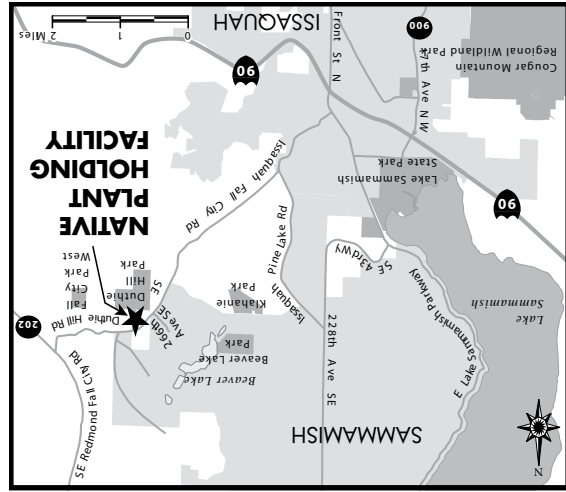 N
SAMMAMISH
SE Redmond Fall City Rd
Lake
Sammamish
E Lake Sammamish Parkway
228th Ave SE
Beaver Lake
Beaver Lake
Park
266th
Ave SE
SE
Duthie Hill Rd
202
Duthie
Hill
Park
Fall
City
Park
West
Klahanie
Park
Issaquah
Pine Lake Rd
SE 43rd Wy
90
Lake Sammamish
State Park
Issaquah Fall City Rd
NATIVE
PLANT
HOLDING
FACILITY
Cougar Mountain
Regional Wildland Park
17th Ave NW
900
Front St N
90
ISSAQUAH
0
1
2 Miles